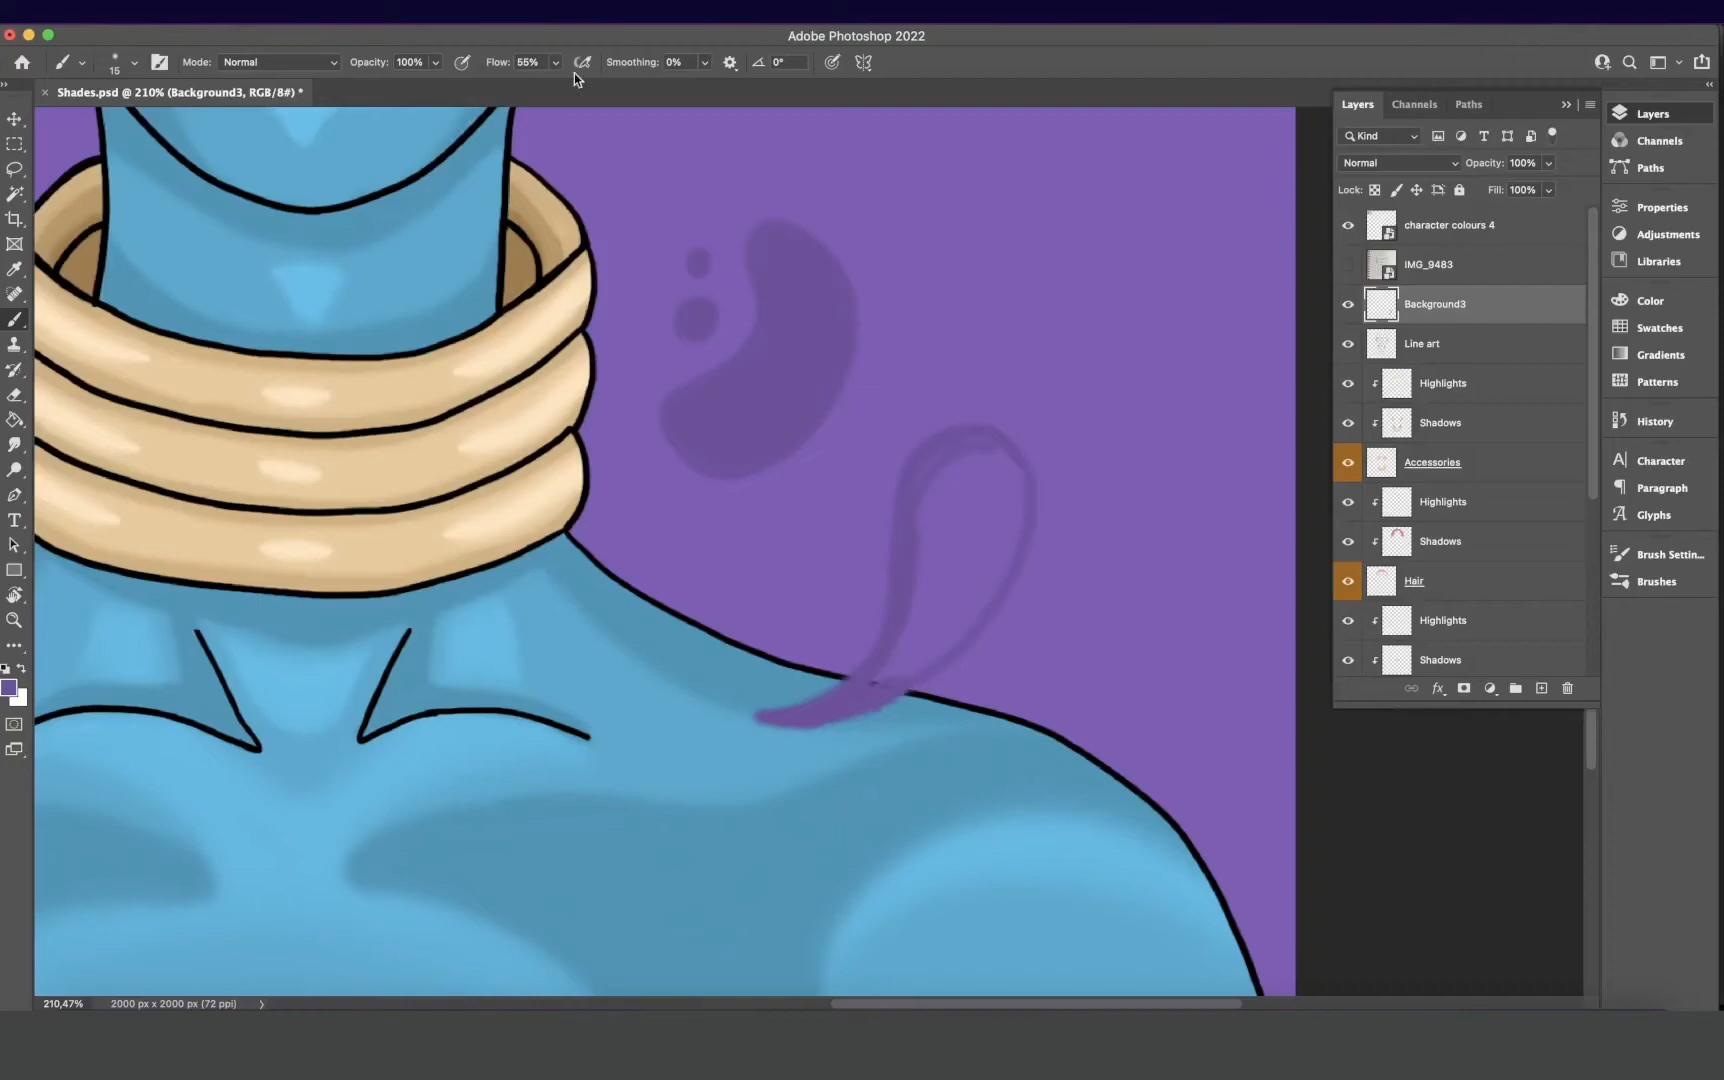 Adobe Photoshop 2022
15 Mode: Normal Opacity: 100% Flow: 55% Smoothing: 0% 0°
× Shades.psd @ 210% (Background3, RGB/8#) *
Layers Channels Paths
Kind
Normal Opacity: 100%
Lock: Fill: 100%
character colours 4
IMG_9483
Background3
Line art
Highlights
Shadows
Accessories
Highlights
Shadows
Hair
Highlights
Shadows
fx
Layers
Channels
Paths
Properties
Adjustments
Libraries
Color
Swatches
Gradients
Patterns
History
Character
Paragraph
Glyphs
Brush Settin...
Brushes
210,47% 2000 px x 2000 px (72 ppi)